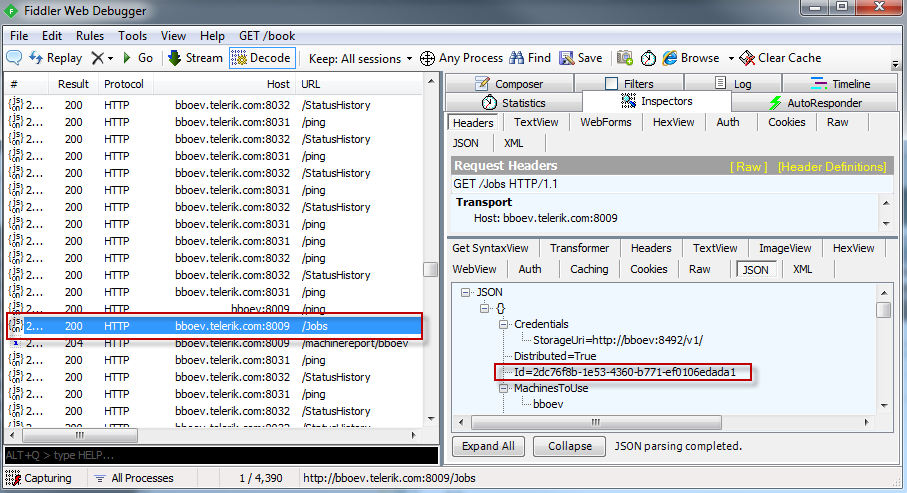 Fiddler Web Debugger
File Edit Rules Tools View Help GET /book
Replay Go Stream Decode Keep: All sessions Any Process Find Save Browse Clear Cache
# Result Protocol Host URL
2... 200 HTTP bboev.telerik.com:8032 /StatusHistory
2... 200 HTTP bboev.telerik.com:8031 /ping
2... 200 HTTP bboev.telerik.com:8032 /StatusHistory
2... 200 HTTP bboev.telerik.com:8031 /ping
2... 200 HTTP bboev.telerik.com:8032 /ping
2... 200 HTTP bboev.telerik.com:8031 /ping
2... 200 HTTP bboev.telerik.com:8032 /StatusHistory
2... 200 HTTP bboev.telerik.com:8031 /ping
2... 200 HTTP bboev.telerik.com:8031 /ping
2... 200 HTTP bboev.telerik.com:8032 /ping
2... 200 HTTP bboev.telerik.com:8032 /StatusHistory
2... 200 HTTP bboev.telerik.com:8031 /ping
2... 200 HTTP bboev:8009 /ping
2... 200 HTTP bboev.telerik.com:8009 /Jobs
2... 204 HTTP bboev.telerik.com:8009 /machinereport/bboev
2... 200 HTTP bboev.telerik.com:8031 /ping
2... 200 HTTP bboev.telerik.com:8032 /StatusHistory
2... 200 HTTP bboev.telerik.com:8031 /ping
2... 200 HTTP bboev.telerik.com:8032 /StatusHistory
ALT+Q > type HELP...
Composer Filters Log Timeline
Statistics Inspectors AutoResponder
Headers TextView WebForms HexView Auth Cookies Raw
JSON XML
Request Headers [ Raw ] [Header Definitions]
GET /Jobs HTTP/1.1
Transport
Host: bboev.telerik.com:8009
Get SyntaxView Transformer Headers TextView ImageView HexView
WebView Auth Caching Cookies Raw JSON XML
JSON
{}
Credentials
StorageUri=http://bboev:8492/v1/
Distributed=True
Id=2dc76f8b-1e53-4360-b771-ef0106edada1
MachinesToUse
bboev
Expand All Collapse JSON parsing completed.
Capturing All Processes 1 / 4,390 http://bboev.telerik.com:8009/Jobs